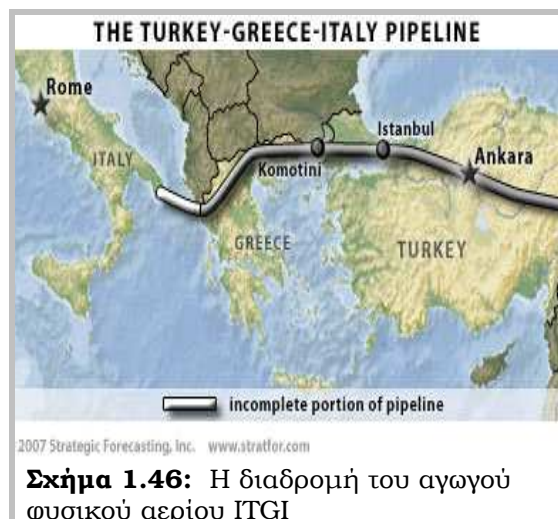 THE TURKEY-GREECE-ITALY PIPELINE
Rome
ITALY
Istanbul
Komotini
Ankara
GREECE
TURKEY
incomplete portion of pipeline
2007 Strategic Forecasting, Inc. www.stratfor.com
Σχήμα 1.46: Η διαδρομή του αγωγού
φυσικού αερίου ITGI